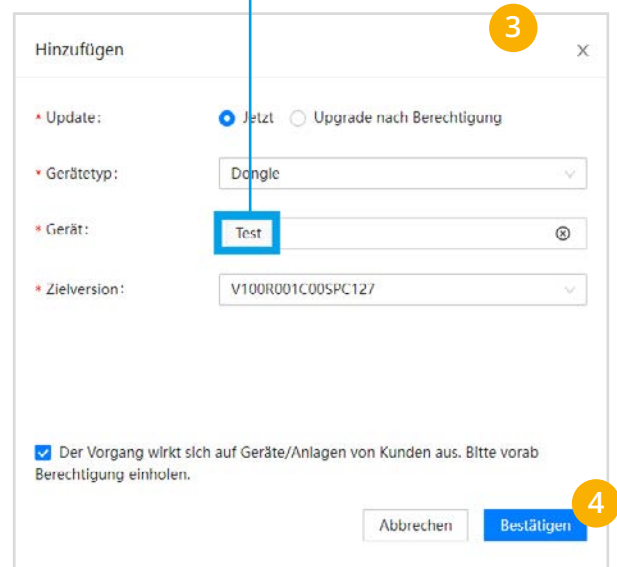 3
Hinzufügen
* Update: Jetzt Upgrade nach Berechtigung
* Gerätetyp: Dongle
* Gerät: Test
* Zielversion: V100R001C00SPC127
Der Vorgang wirkt sich auf Geräte/Anlagen von Kunden aus. Bitte vorab
Berechtigung einholen.
4
Abbrechen Bestätigen